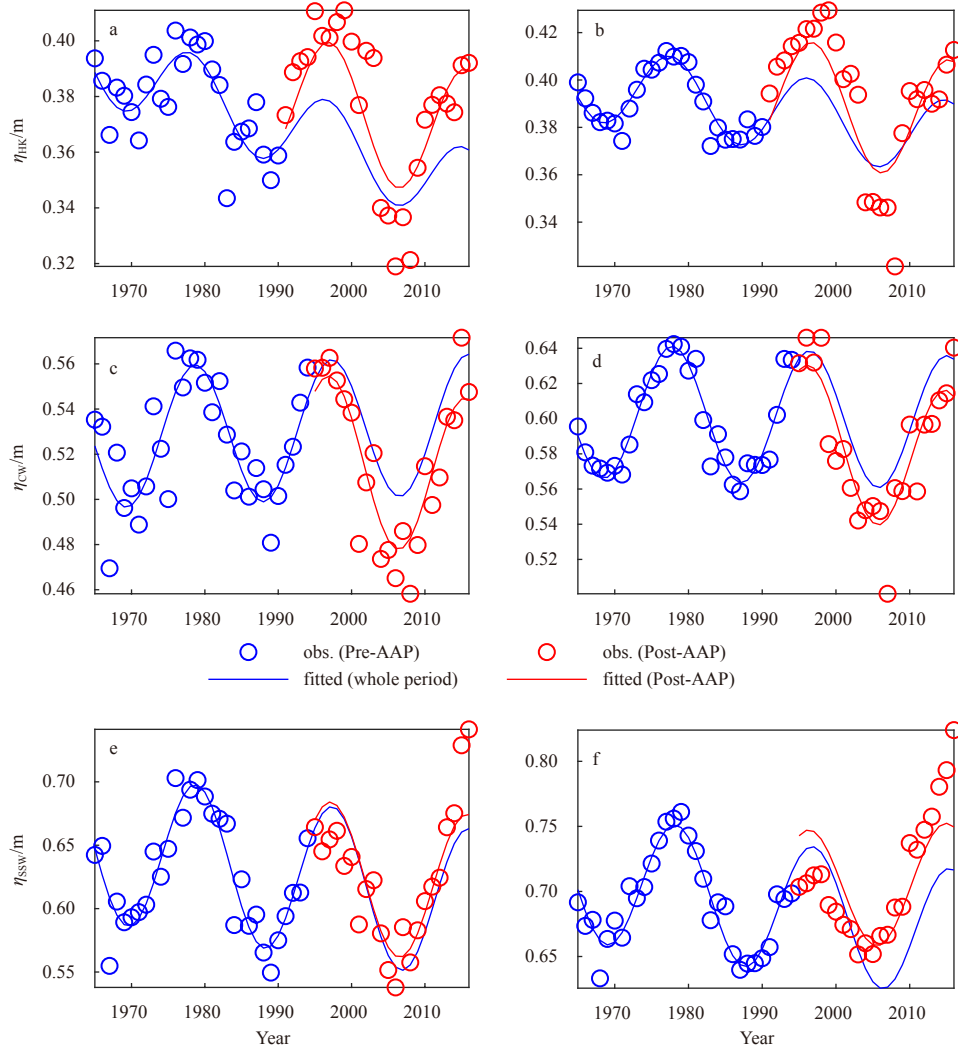 a
b
0.40
0.38
0.36
0.34
0.32
0.42
0.40
0.38
0.36
0.34
ηHK/m
1970 1980 1990 2000 2010
1970 1980 1990 2000 2010
c
d
0.56
0.54
0.52
0.50
0.48
0.46
0.64
0.62
0.60
0.58
0.56
0.54
0.52
ηCW/m
1970 1980 1990 2000 2010
1970 1980 1990 2000 2010
obs. (Pre-AAP) obs. (Post-AAP)
fitted (whole period) fitted (Post-AAP)
e
f
0.70
0.65
0.60
0.55
0.80
0.75
0.70
0.65
ηSSW/m
1970 1980 1990 2000 2010
1970 1980 1990 2000 2010
Year Year